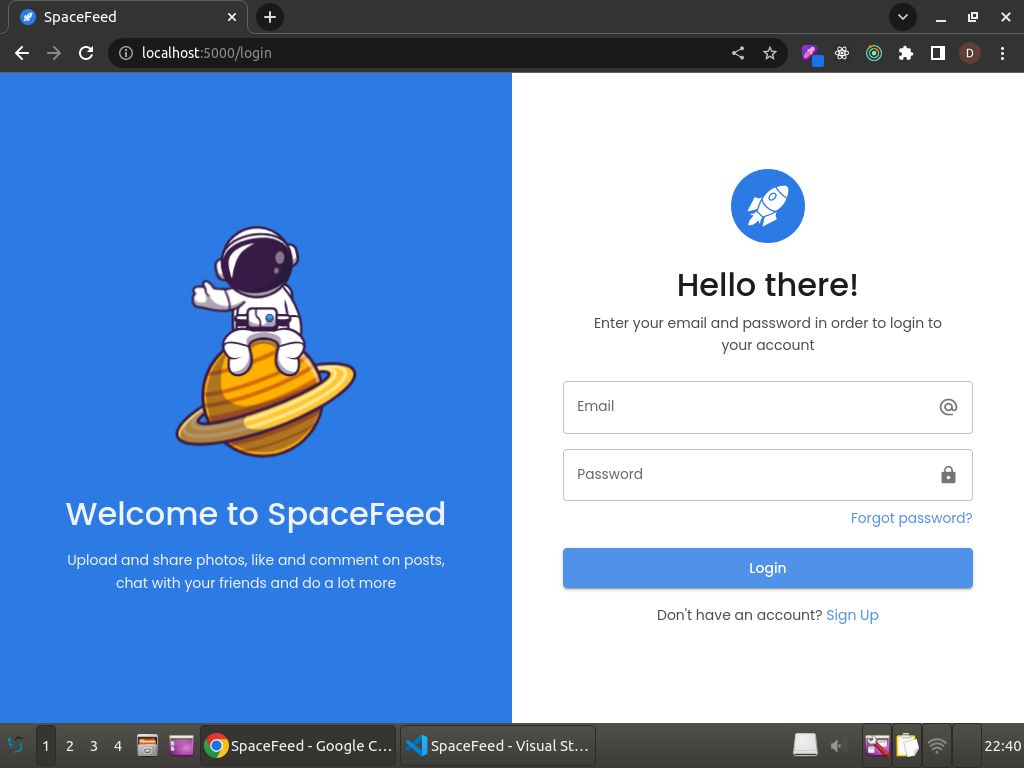 SpaceFeed
localhost:5000/login
D
Hello there!
Enter your email and password in order to login to
your account
Email
Password
Forgot password?
Login
Don't have an account? Sign Up
Welcome to SpaceFeed
Upload and share photos, like and comment on posts,
chat with your friends and do a lot more
1 2 3 4 SpaceFeed - Google C... SpaceFeed - Visual St... 22:40